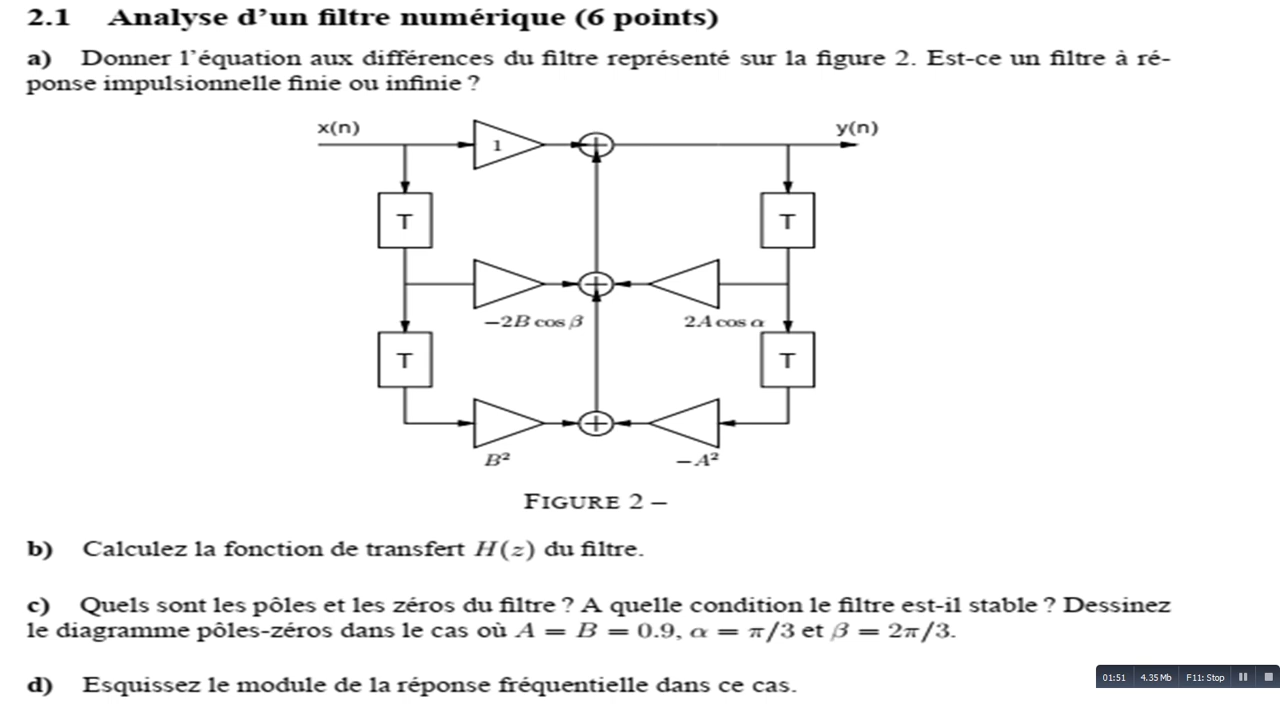 2.1 Analyse d’un filtre numérique (6 points)
a) Donner l’équation aux différences du filtre représenté sur la figure 2. Est-ce un filtre à ré-
ponse impulsionnelle finie ou infinie ?
x(n)
y(n)
1
T
T
−2B cos β
2A cos α
T
T
B²
−A²
FIGURE 2 –
b) Calculez la fonction de transfert H(z) du filtre.
c) Quels sont les pôles et les zéros du filtre ? A quelle condition le filtre est-il stable ? Dessinez
le diagramme pôles-zéros dans le cas où A = B = 0.9, α = π/3 et β = 2π/3.
d) Esquissez le module de la réponse fréquentielle dans ce cas.
01:51 4.35 Mb F11: Stop